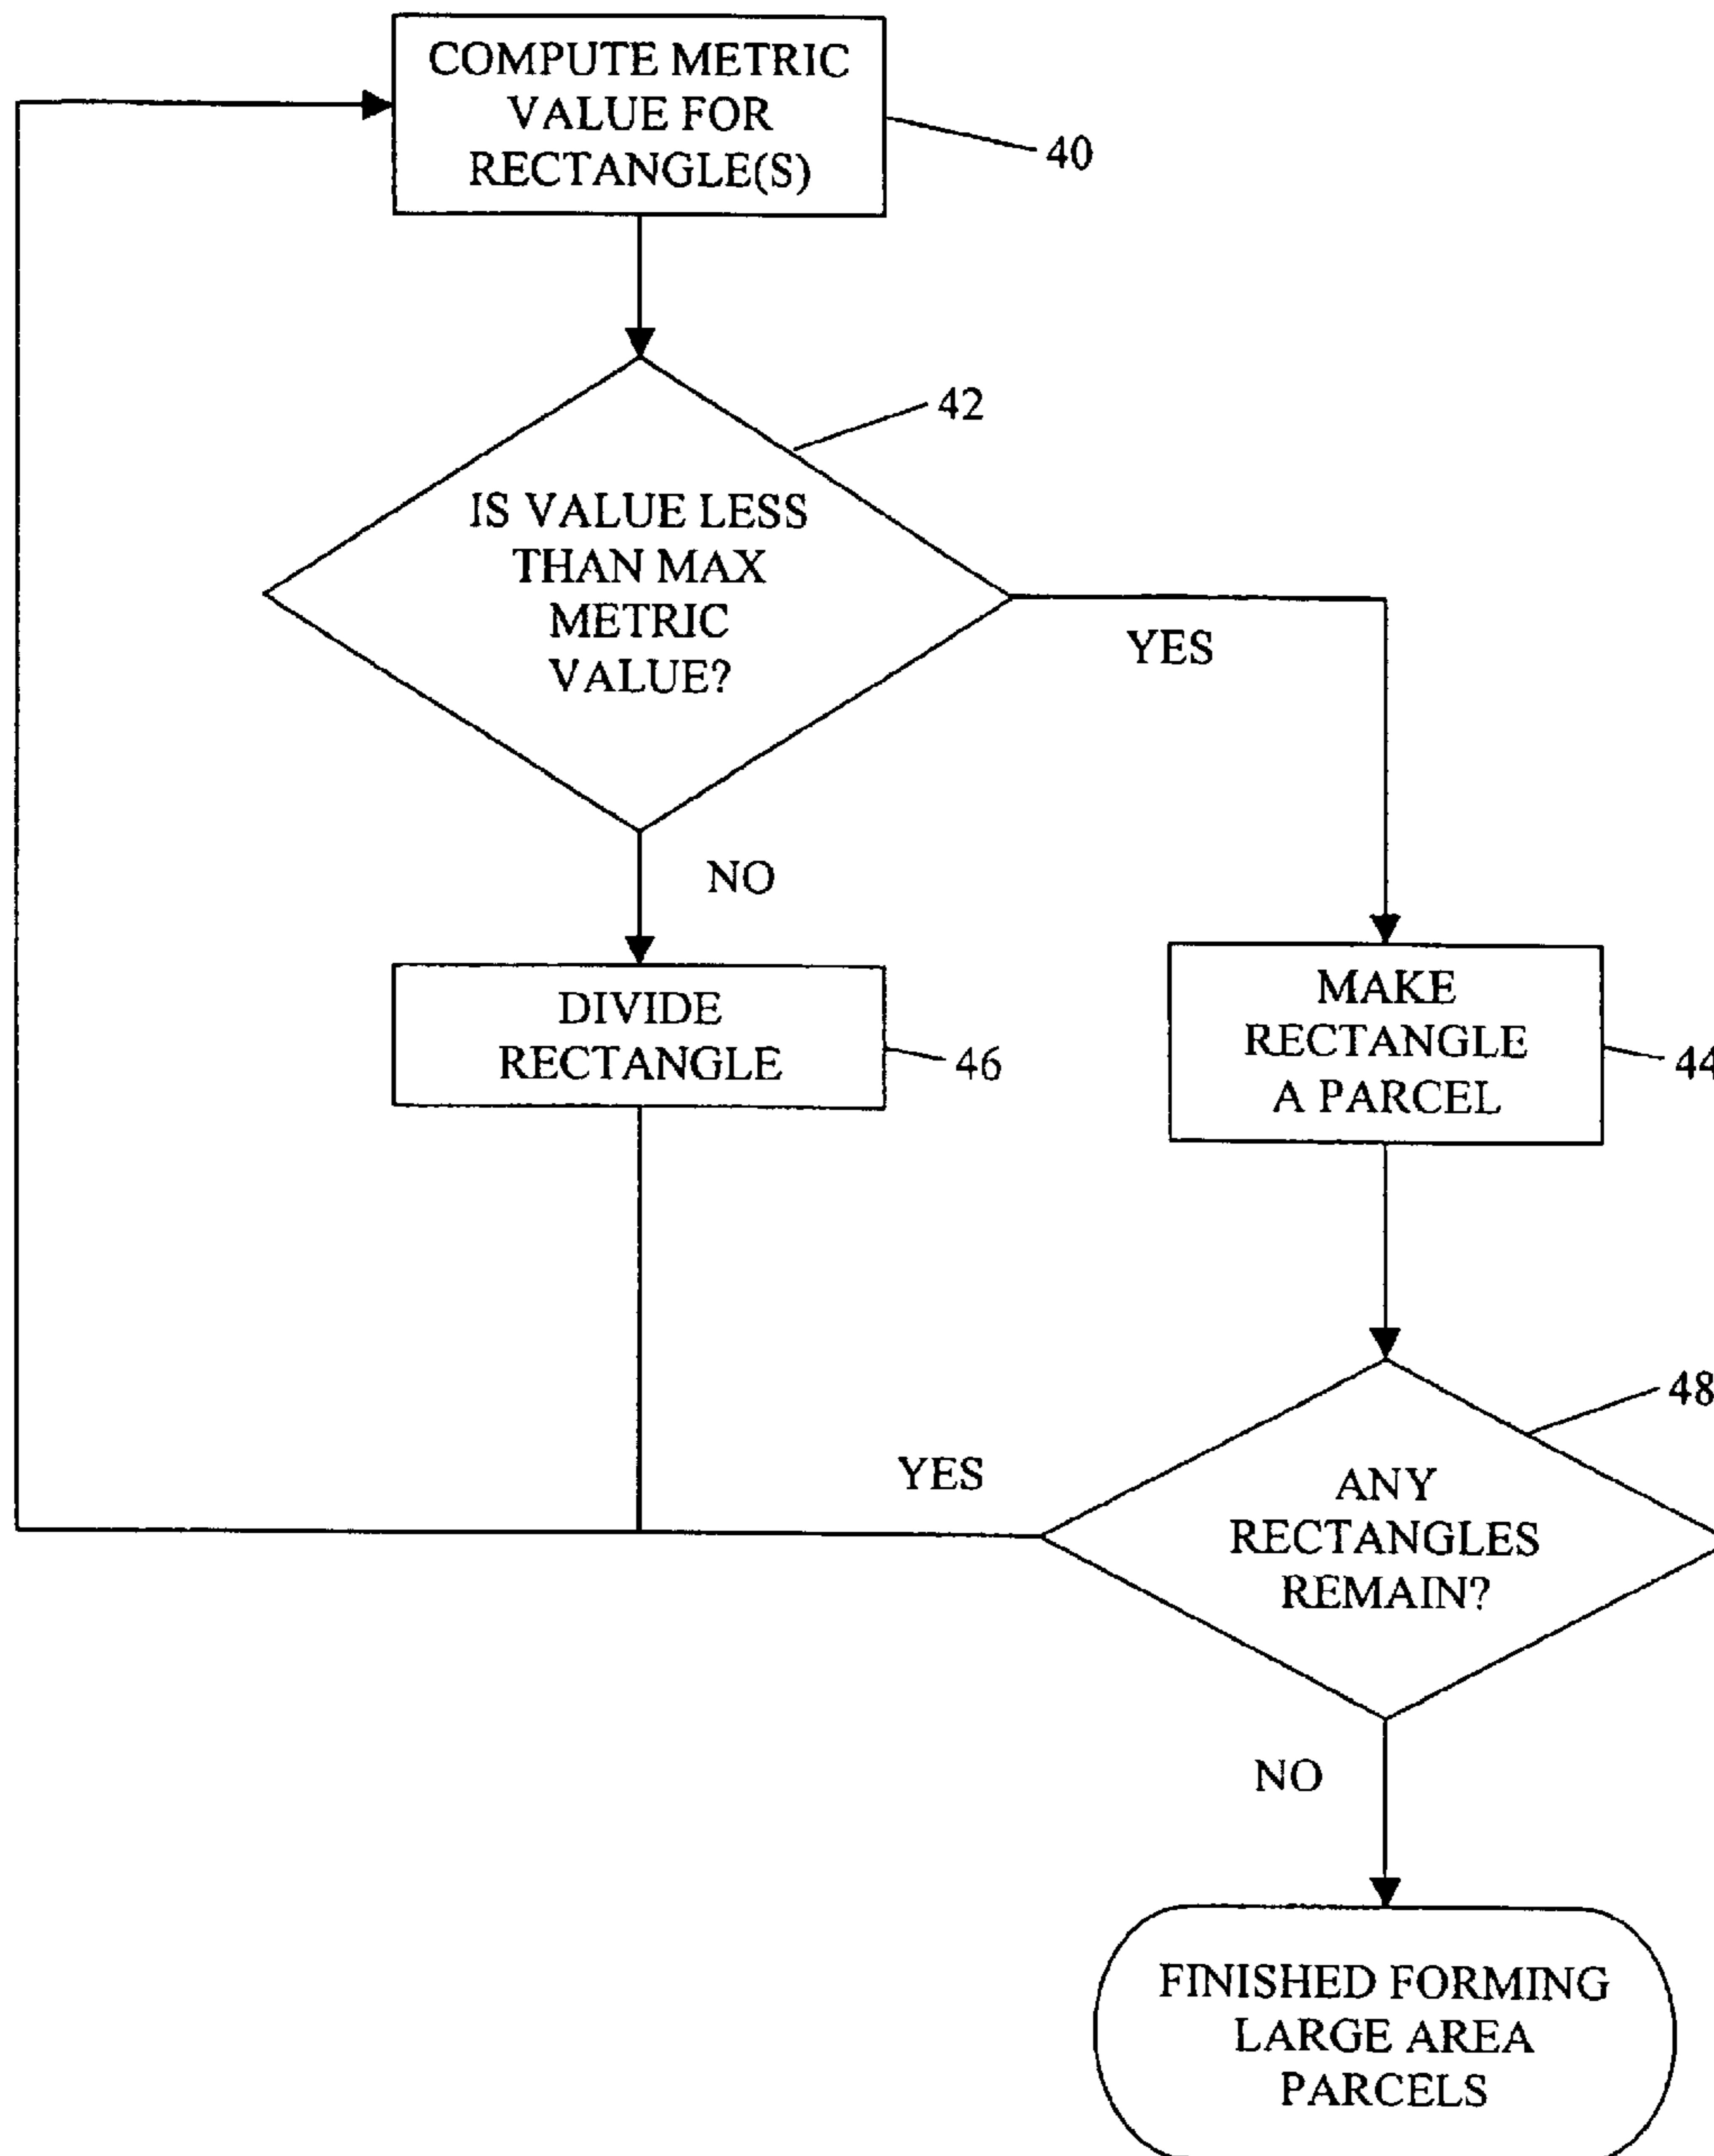 COMPUTE METRIC
VALUE FOR
RECTANGLE(S)
40
42
IS VALUE LESS
THAN MAX
METRIC
VALUE?
YES
NO
DIVIDE
RECTANGLE
46
MAKE
RECTANGLE
A PARCEL
44
48
YES
ANY
RECTANGLES
REMAIN?
NO
FINISHED FORMING
LARGE AREA
PARCELS